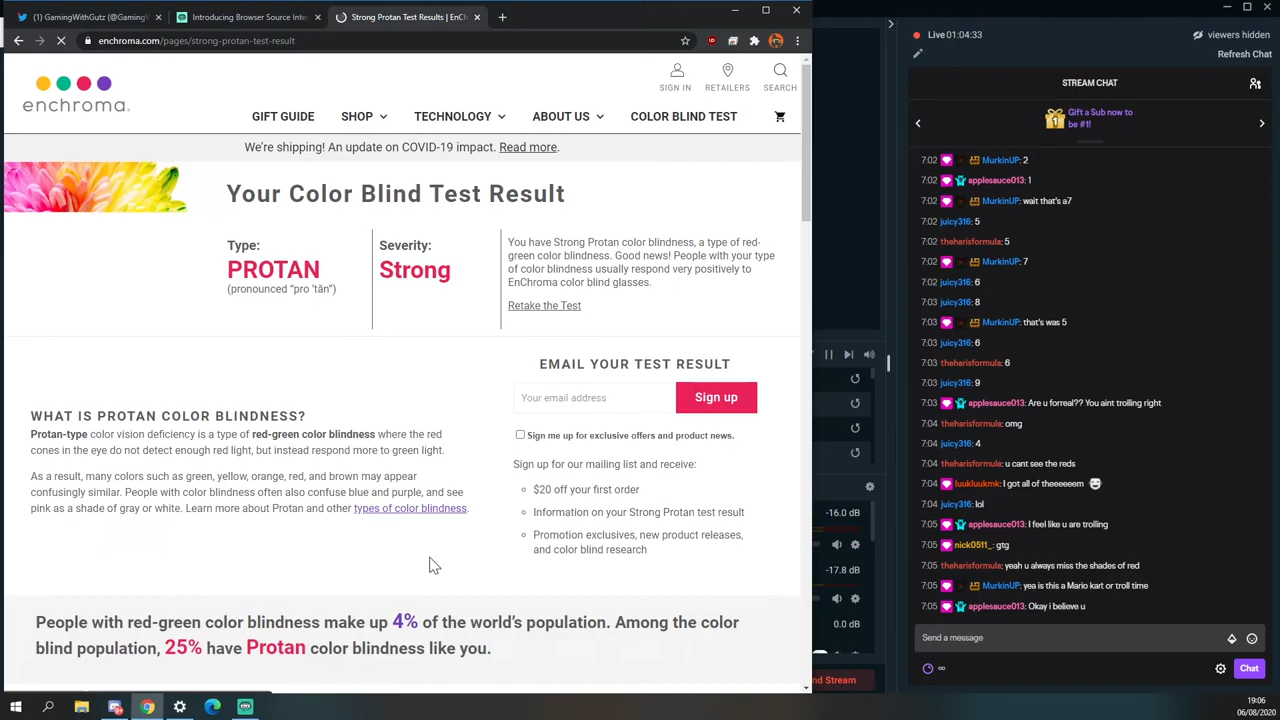 (1) GamingWithGutz (@Gaming
Introducing Browser Source Inte
Strong Protan Test Results | EnCh
enchroma.com/pages/strong-protan-test-result
enchroma.
SIGN IN
RETAILERS
SEARCH
GIFT GUIDE
SHOP
TECHNOLOGY
ABOUT US
COLOR BLIND TEST
We're shipping! An update on COVID-19 impact. Read more.
Your Color Blind Test Result
Type:
PROTAN
(pronounced “pro 'tăn”)
Severity:
Strong
You have Strong Protan color blindness, a type of red-
green color blindness. Good news! People with your type
of color blindness usually respond very positively to
EnChroma color blind glasses.
Retake the Test
EMAIL YOUR TEST RESULT
Your email address
Sign up
Sign me up for exclusive offers and product news.
Sign up for our mailing list and receive:
$20 off your first order
Information on your Strong Protan test result
Promotion exclusives, new product releases,
and color blind research
WHAT IS PROTAN COLOR BLINDNESS?
Protan-type color vision deficiency is a type of red-green color blindness where the red
cones in the eye do not detect enough red light, but instead respond more to green light.
As a result, many colors such as green, yellow, orange, red, and brown may appear
confusingly similar. People with color blindness often also confuse blue and purple, and see
pink as a shade of gray or white. Learn more about Protan and other types of color blindness.
People with red-green color blindness make up 4% of the world's population. Among the color
blind population, 25% have Protan color blindness like you.
-16.0 dB
-17.8 dB
0.0 dB
nd Stream
Live 01:04:33
viewers hidden
Refresh Chat
STREAM CHAT
Gift a Sub now to
be #1!
7:02 MurkinUP: 2
7:02 applesauce013: 1
7:02 MurkinUP: wait that's a7
7:02 juicy316: 5
7:02 theharisformula: 5
7:02 MurkinUP: 7
7:02 juicy316: 6
7:03 juicy316: 8
7:03 MurkinUP: that's was 5
7:03 juicy316: 6
7:03 theharisformula: 6
7:03 juicy316: 9
7:03 applesauce013: Are u forreal?? You aint trolling right
7:04 theharisformula: omg
7:04 juicy316: 4
7:04 theharisformula: u cant see the reds
7:04 luukluukmk: I got all of theeeeeem
7:04 juicy316: lol
7:05 applesauce013: I feel like u are trolling
7:05 nick0511_: gtg
7:05 theharisformula: yeah u always miss the shades of red
7:05 MurkinUP: yea is this a Mario kart or troll time
7:05 applesauce013: Okay i believe u
Send a message
Chat
19:06
06/08/2020